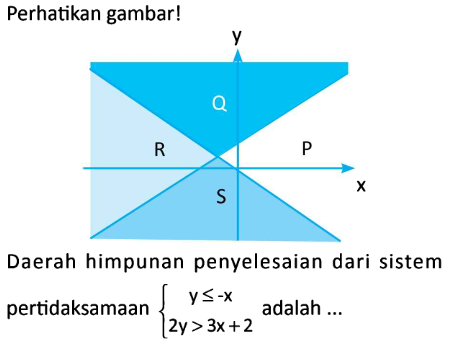 Perhatikan gambar!
y
Q
R
P
x
S
Daerah himpunan penyelesaian dari sistem
pertidaksamaan { y ≤ -x
2y > 3x + 2 adalah ...